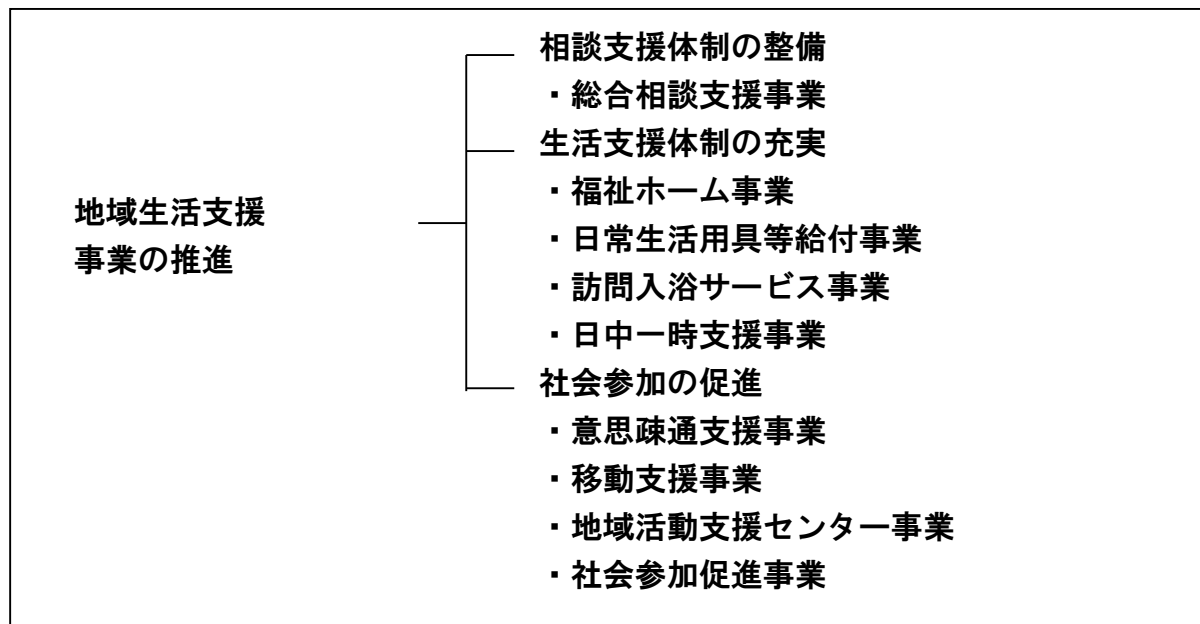 相談支援体制の整備
・総合相談支援事業
生活支援体制の充実
・福祉ホーム事業
地域生活支援
事業の推進
・日常生活用具等給付事業
・訪問入浴サービス事業
・日中一時支援事業
社会参加の促進
・意思疎通支援事業
・移動支援事業
・地域活動支援センター事業
・社会参加促進事業